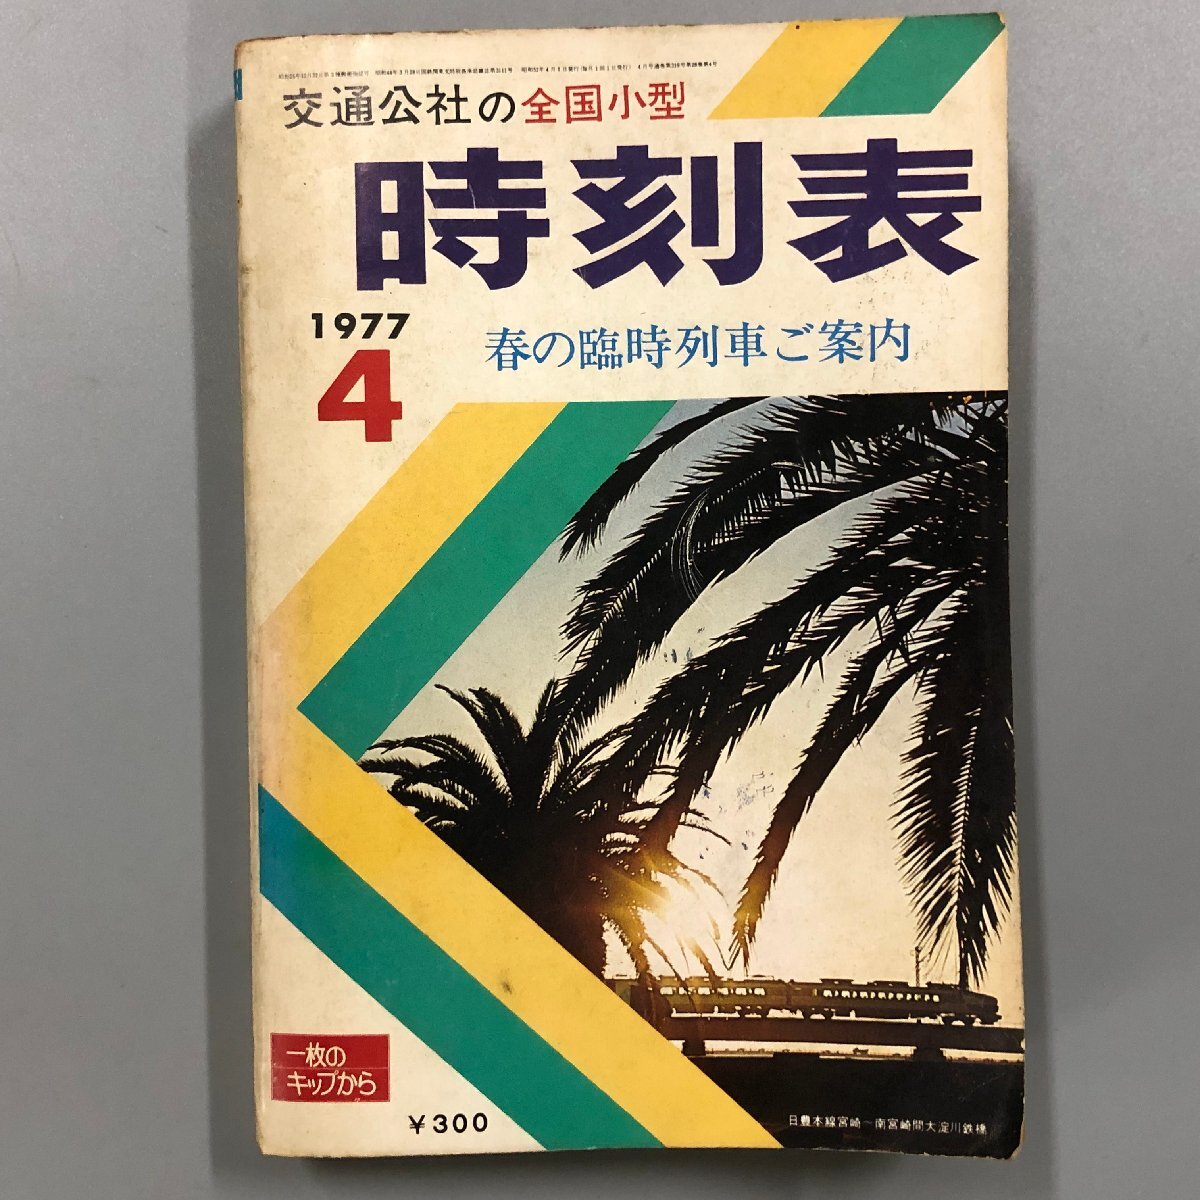 交通公社の全国小型
時刻表
1977
4
春の臨時列車ご案内
一枚の
キップから
¥300
日豊本線宮崎〜南宮崎間大淀川鉄橋